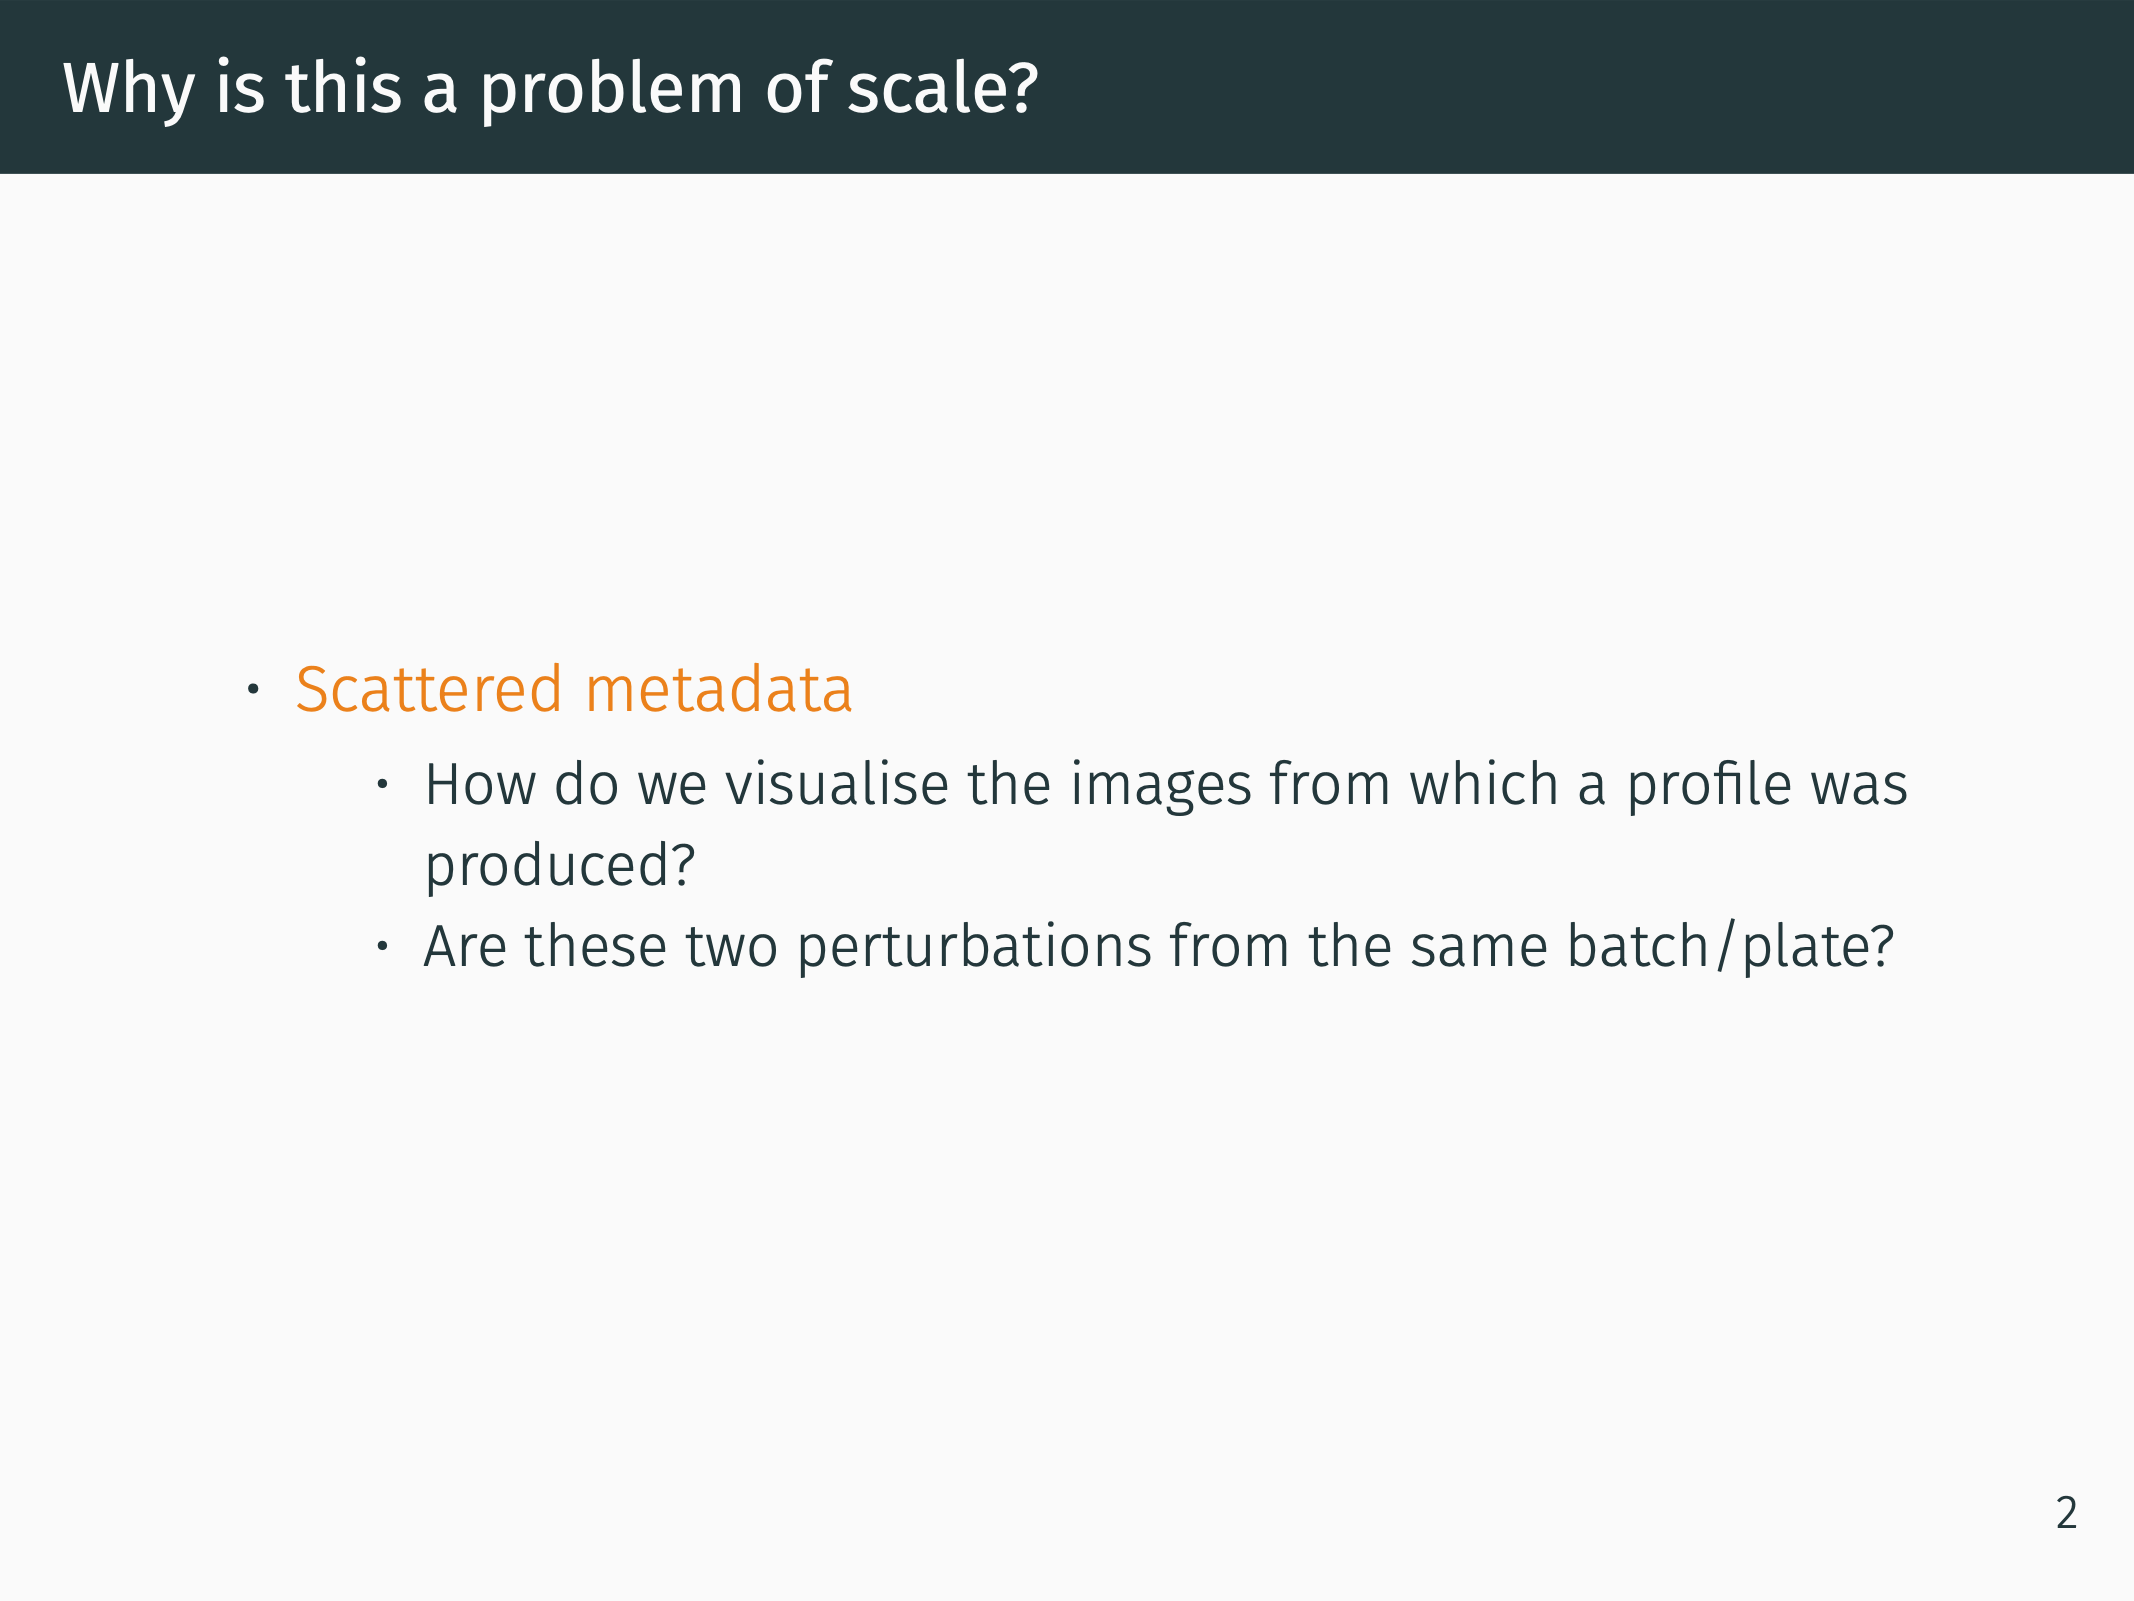 Why is this a problem of scale?
• Scattered metadata
• How do we visualise the images from which a profile was
produced?
• Are these two perturbations from the same batch/plate?
2